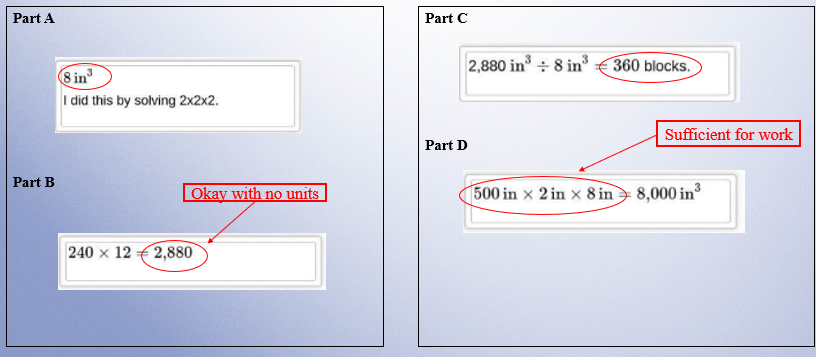 Part A
8 in³
I did this by solving 2x2x2.
Part B
Okay with no units
240 × 12 = 2,880
Part C
2,880 in³ ÷ 8 in³ = 360 blocks.
Sufficient for work
Part D
500 in × 2 in × 8 in = 8,000 in³